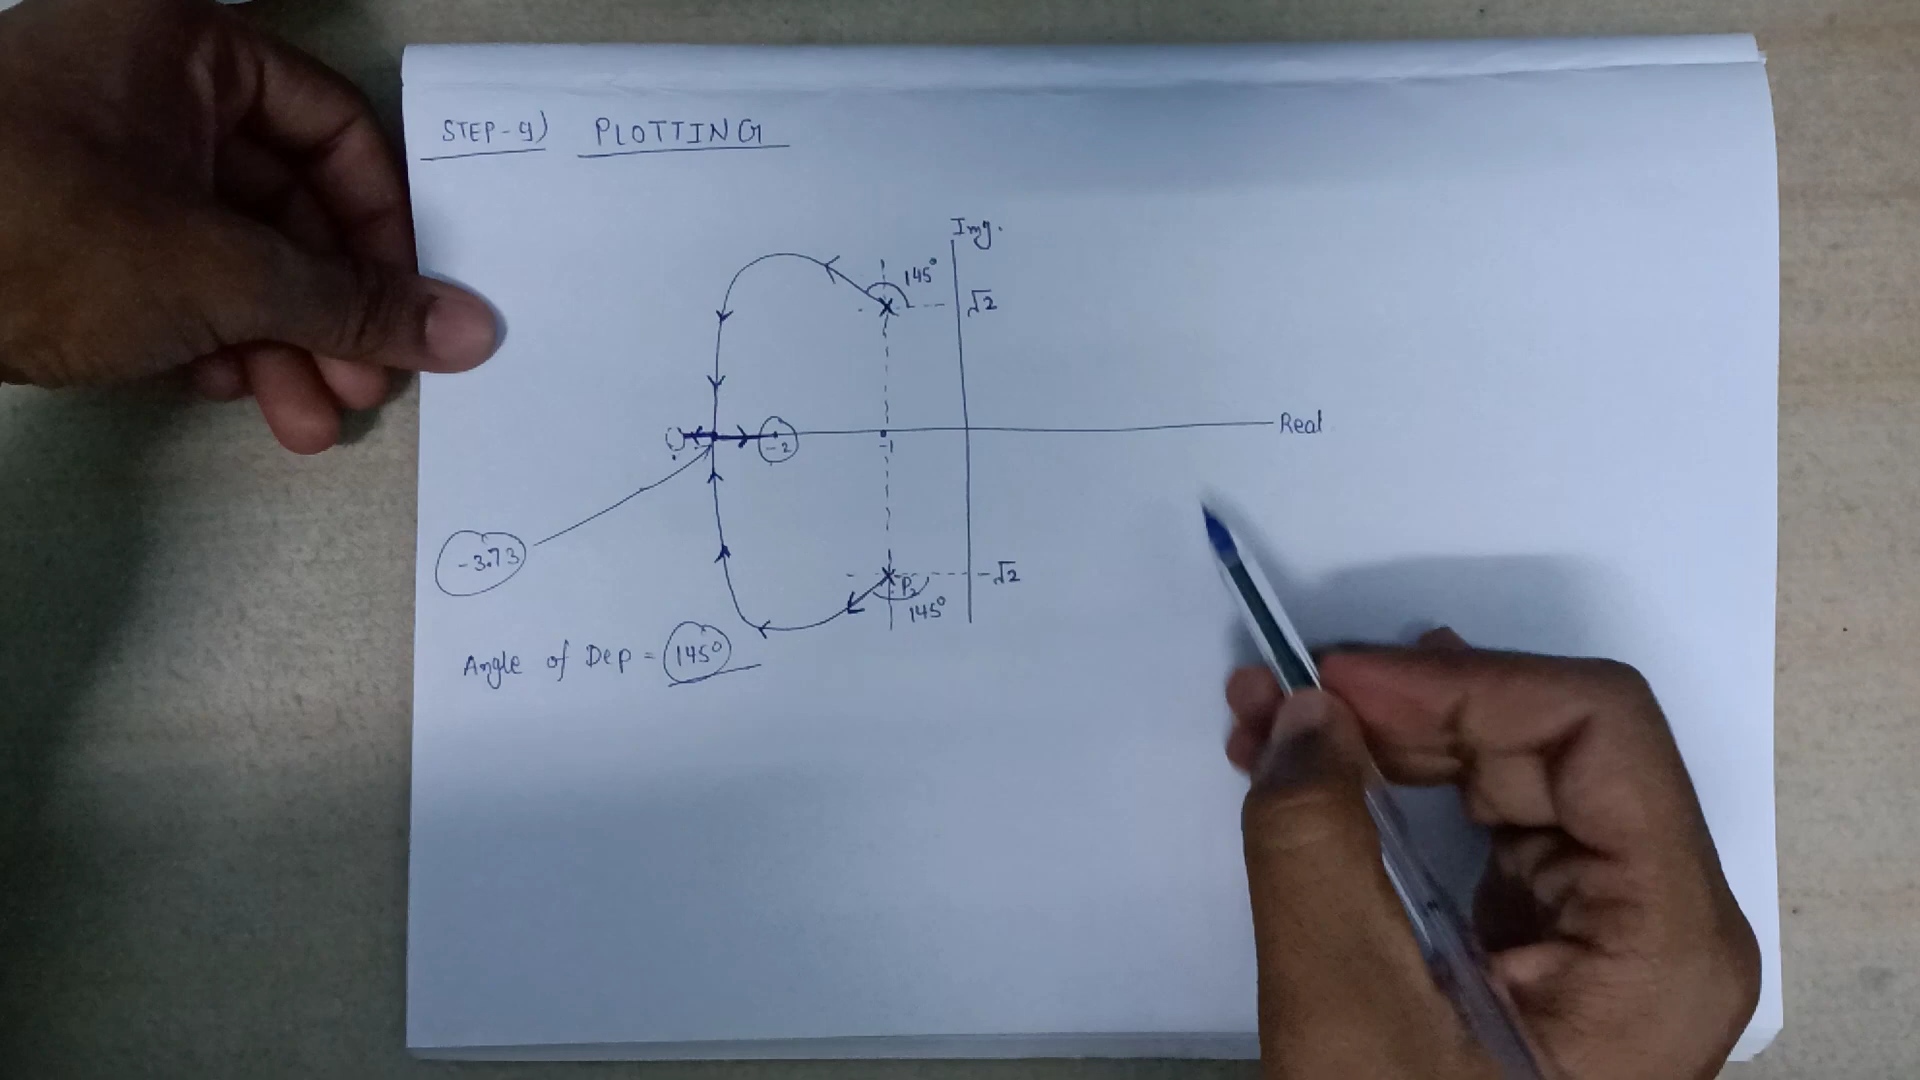 STEP-9) PLOTTING
Img.
145°
√2
Real
-2
-1
-3.73
-√2
P2
145°
Angle of Dep = 145°